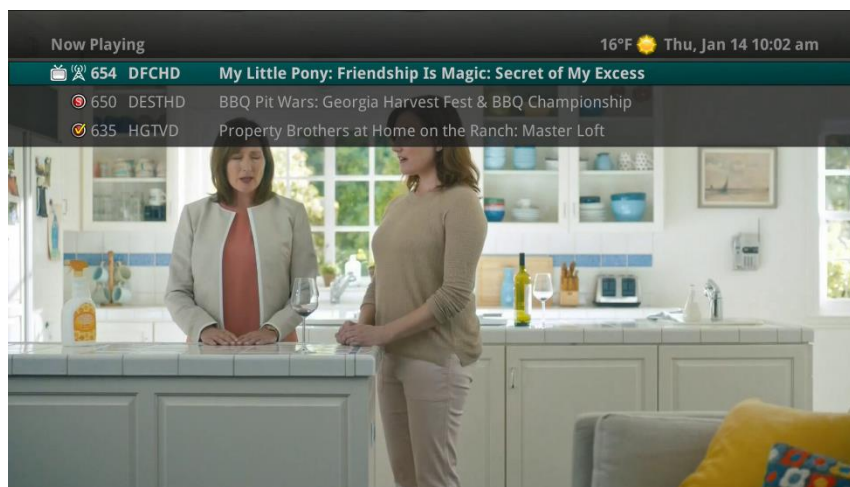 Now Playing 16°F Thu, Jan 14 10:02 am
654 DFCHD My Little Pony: Friendship Is Magic: Secret of My Excess
650 DESTHD BBQ Pit Wars: Georgia Harvest Fest & BBQ Championship
635 HGTVD Property Brothers at Home on the Ranch: Master Loft